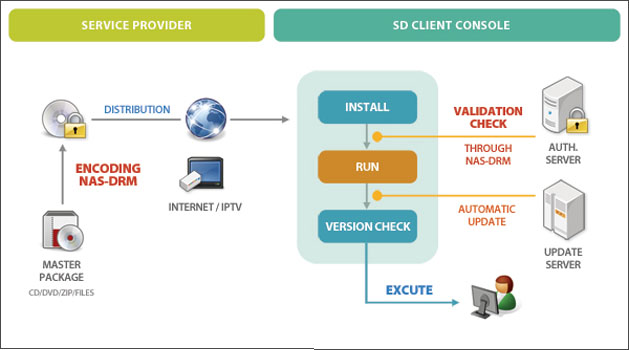 SERVICE PROVIDER
SD CLIENT CONSOLE
DISTRIBUTION
ENCODING
NAS-DRM
INTERNET / IPTV
MASTER
PACKAGE
CD/DVD/ZIP/FILES
INSTALL
RUN
VERSION CHECK
VALIDATION
CHECK
THROUGH
NAS-DRM
AUTH.
SERVER
AUTOMATIC
UPDATE
UPDATE
SERVER
EXCUTE